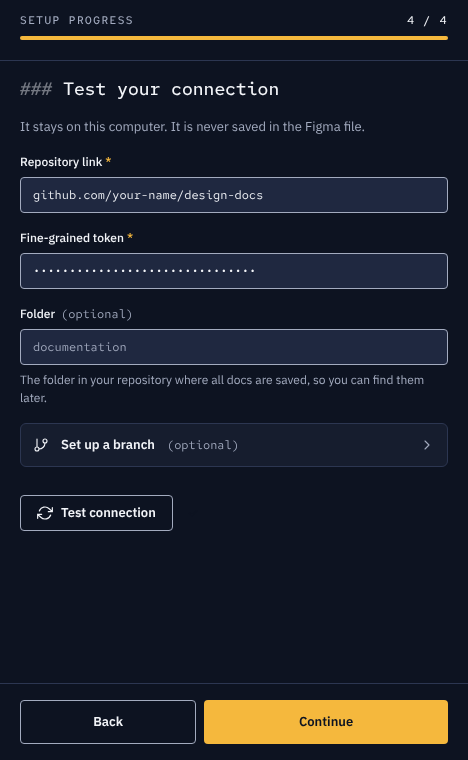 SETUP PROGRESS
4 / 4
### Test your connection
It stays on this computer. It is never saved in the Figma file.
Repository link *
github.com/your-name/design-docs
Fine-grained token *
•••••••••••••••••••••••••••••••
Folder (optional)
documentation
The folder in your repository where all docs are saved, so you can find them
later.
Set up a branch (optional)
Test connection
Back
Continue